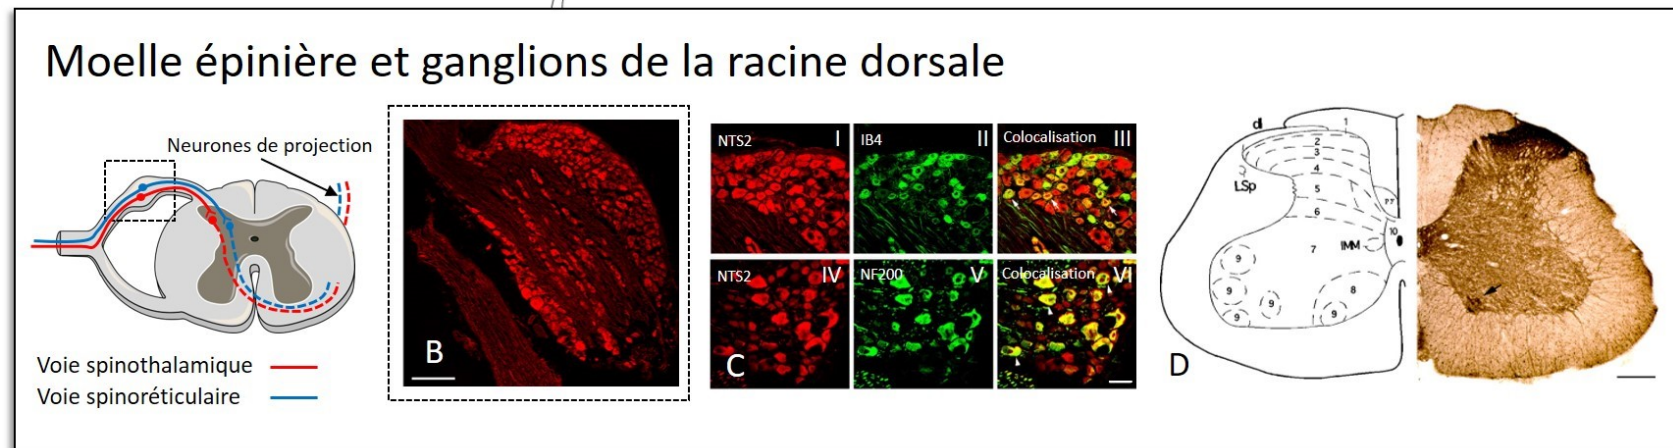 Moelle épinière et ganglions de la racine dorsale
Neurones de projection
Voie spinothalamique
Voie spinoréticulaire
B
NTS2 I
IB4 II
Colocalisation III
NTS2 IV
NF200 V
Colocalisation VI
C
dl
1
2
3
4
LSp
5
6
7
IMM
10
9
9
9
9
9
8
D